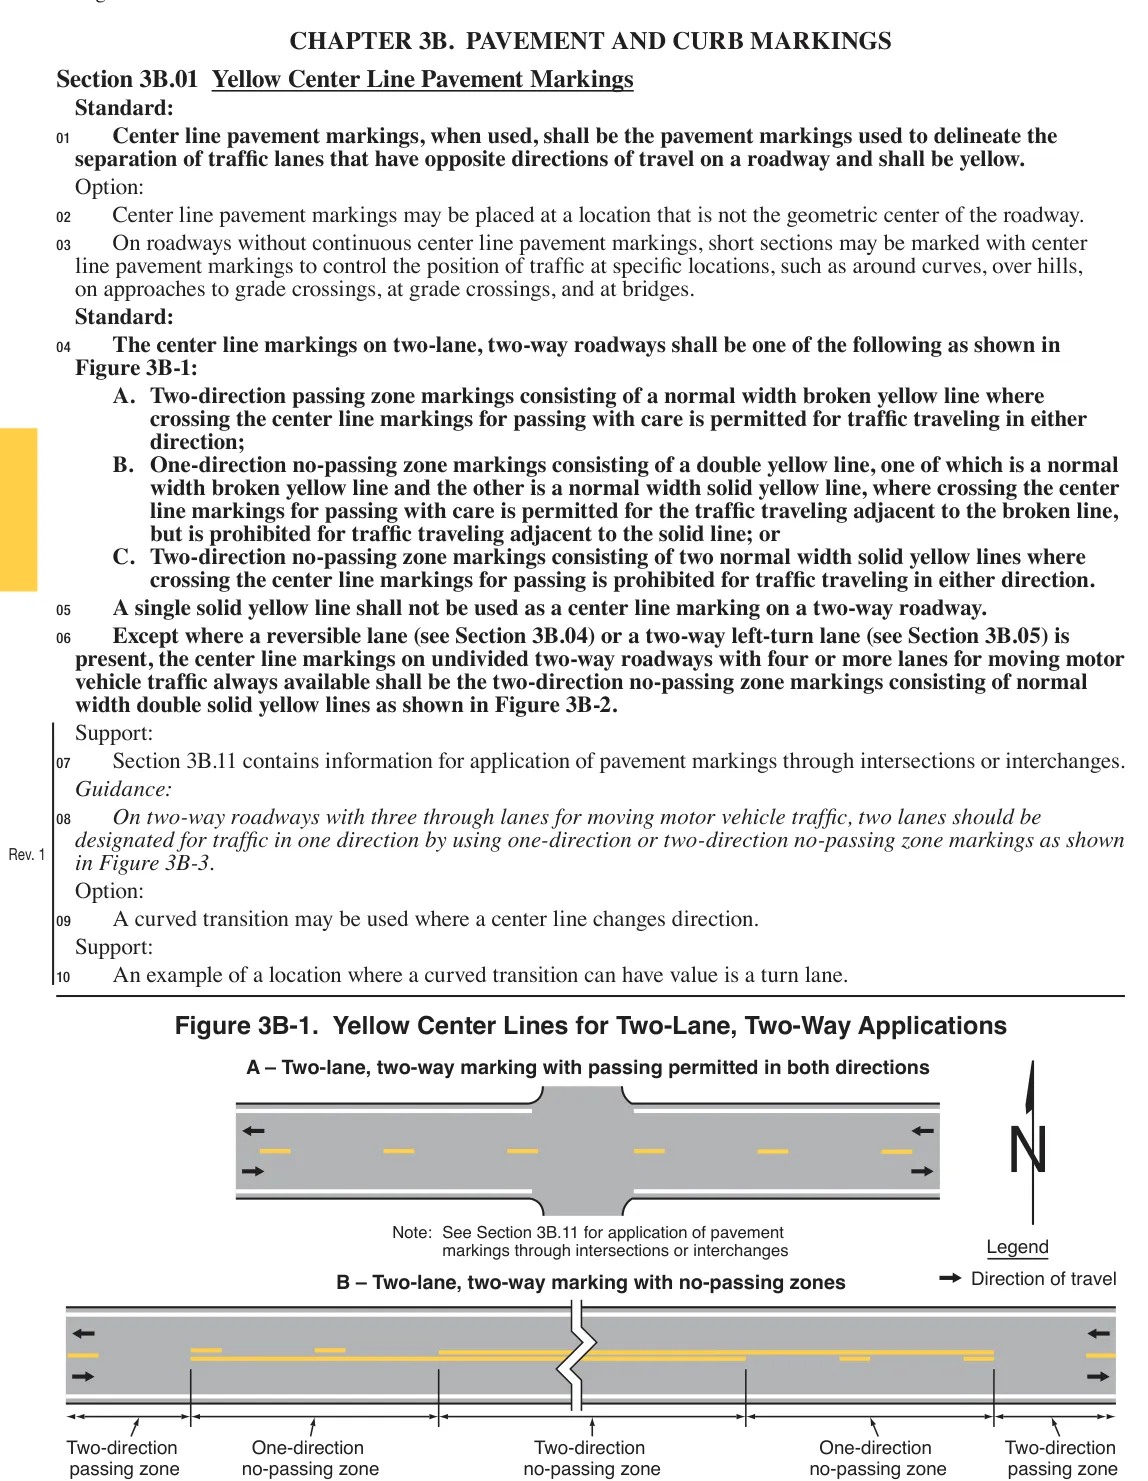 CHAPTER 3B. PAVEMENT AND CURB MARKINGS
Section 3B.01 Yellow Center Line Pavement Markings
Standard:
01 Center line pavement markings, when used, shall be the pavement markings used to delineate the
separation of traffic lanes that have opposite directions of travel on a roadway and shall be yellow.
Option:
02 Center line pavement markings may be placed at a location that is not the geometric center of the roadway.
03 On roadways without continuous center line pavement markings, short sections may be marked with center
line pavement markings to control the position of traffic at specific locations, such as around curves, over hills,
on approaches to grade crossings, at grade crossings, and at bridges.
Standard:
04 The center line markings on two-lane, two-way roadways shall be one of the following as shown in
Figure 3B-1:
A. Two-direction passing zone markings consisting of a normal width broken yellow line where
crossing the center line markings for passing with care is permitted for traffic traveling in either
direction;
B. One-direction no-passing zone markings consisting of a double yellow line, one of which is a normal
width broken yellow line and the other is a normal width solid yellow line, where crossing the center
line markings for passing with care is permitted for the traffic traveling adjacent to the broken line,
but is prohibited for traffic traveling adjacent to the solid line; or
C. Two-direction no-passing zone markings consisting of two normal width solid yellow lines where
crossing the center line markings for passing is prohibited for traffic traveling in either direction.
05 A single solid yellow line shall not be used as a center line marking on a two-way roadway.
06 Except where a reversible lane (see Section 3B.04) or a two-way left-turn lane (see Section 3B.05) is
present, the center line markings on undivided two-way roadways with four or more lanes for moving motor
vehicle traffic always available shall be the two-direction no-passing zone markings consisting of normal
width double solid yellow lines as shown in Figure 3B-2.
Support:
07 Section 3B.11 contains information for application of pavement markings through intersections or interchanges.
Guidance:
08 On two-way roadways with three through lanes for moving motor vehicle traffic, two lanes should be
designated for traffic in one direction by using one-direction or two-direction no-passing zone markings as shown
Rev. 1
in Figure 3B-3.
Option:
09 A curved transition may be used where a center line changes direction.
Support:
10 An example of a location where a curved transition can have value is a turn lane.
Figure 3B-1. Yellow Center Lines for Two-Lane, Two-Way Applications
A – Two-lane, two-way marking with passing permitted in both directions
N
Note: See Section 3B.11 for application of pavement
markings through intersections or interchanges
Legend
Direction of travel
B – Two-lane, two-way marking with no-passing zones
Two-direction One-direction Two-direction One-direction Two-direction
passing zone no-passing zone no-passing zone no-passing zone passing zone